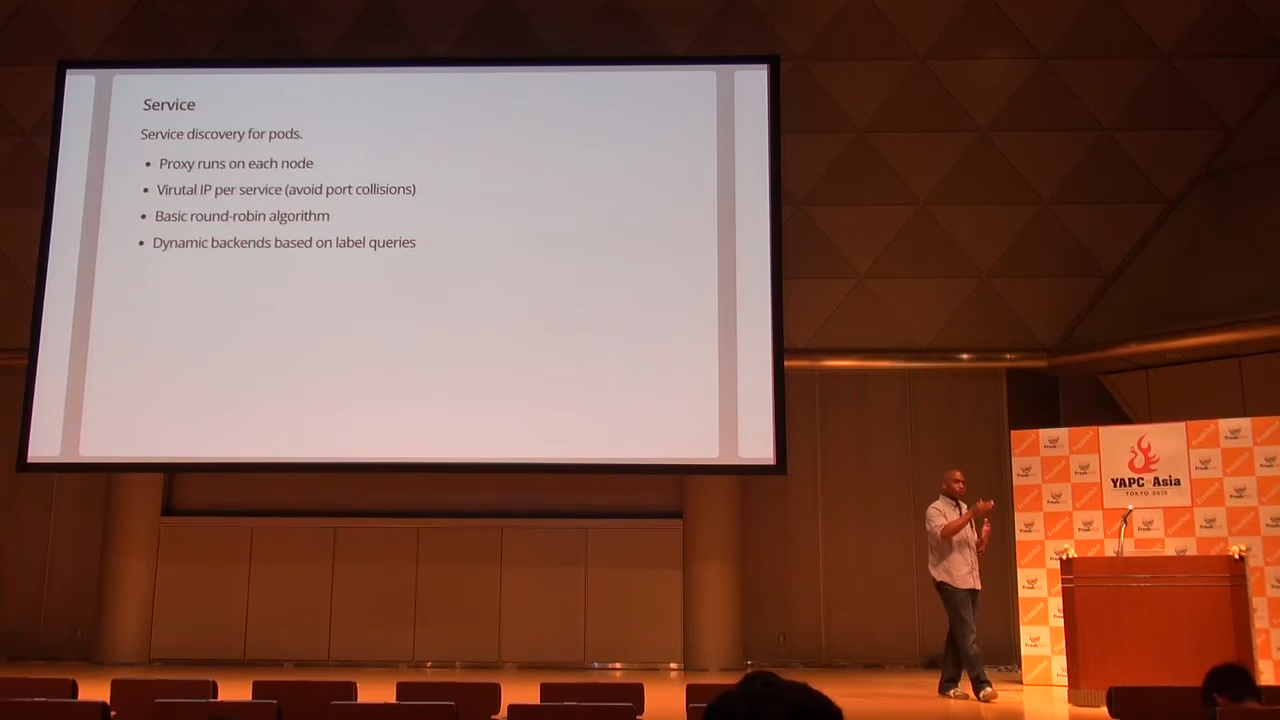 Service
Service discovery for pods.
• Proxy runs on each node
• Virutal IP per service (avoid port collisions)
• Basic round-robin algorithm
• Dynamic backends based on label queries
YAPC::Asia
TOKYO 2015
FreakOut